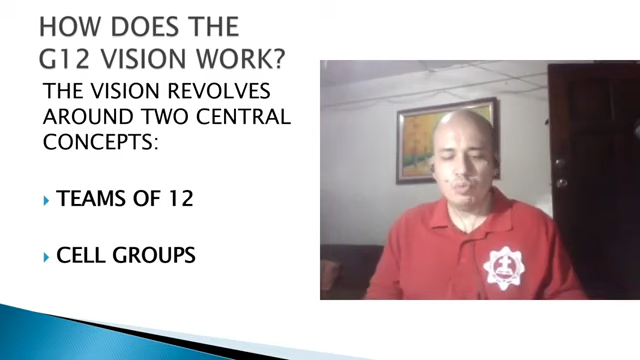 HOW DOES THE
G12 VISION WORK?
THE VISION REVOLVES
AROUND TWO CENTRAL
CONCEPTS:
TEAMS OF 12
CELL GROUPS